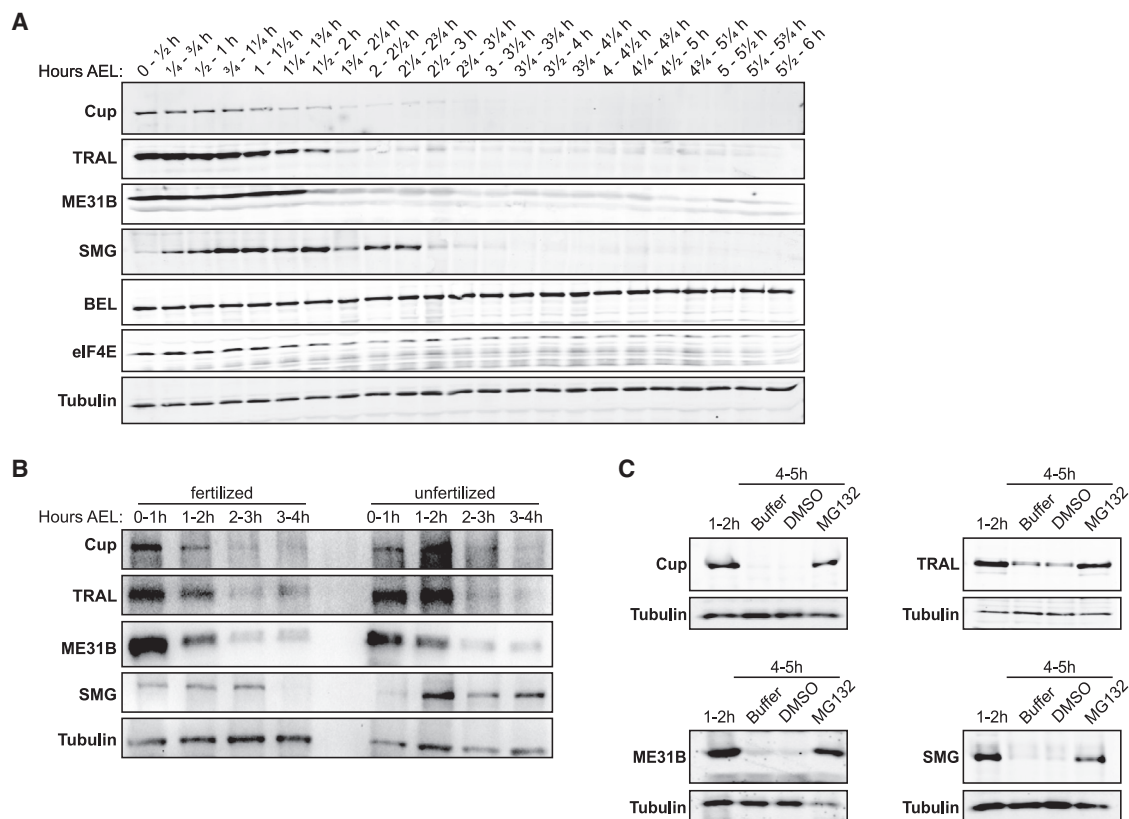 A
Hours AEL: 0 - ½ h ¼ - ¾ h ½ - 1 h ¾ - 1¼ h 1 - 1½ h 1¼ - 1¾ h 1½ - 2 h 1¾ - 2¼ h 2 - 2½ h 2¼ - 2¾ h 2½ - 3 h 2¾ - 3¼ h 3 - 3½ h 3¼ - 3¾ h 3½ - 4 h 3¾ - 4¼ h 4 - 4½ h 4¼ - 4¾ h 4½ - 5 h 4¾ - 5¼ h 5 - 5½ h 5¼ - 5¾ h 5½ - 6 h
Cup
TRAL
ME31B
SMG
BEL
eIF4E
Tubulin
B
fertilized unfertilized
Hours AEL: 0-1h 1-2h 2-3h 3-4h 0-1h 1-2h 2-3h 3-4h
Cup
TRAL
ME31B
SMG
Tubulin
C
4-5h
1-2h Buffer DMSO MG132
Cup
Tubulin
4-5h
1-2h Buffer DMSO MG132
TRAL
Tubulin
4-5h
1-2h Buffer DMSO MG132
ME31B
Tubulin
4-5h
1-2h Buffer DMSO MG132
SMG
Tubulin